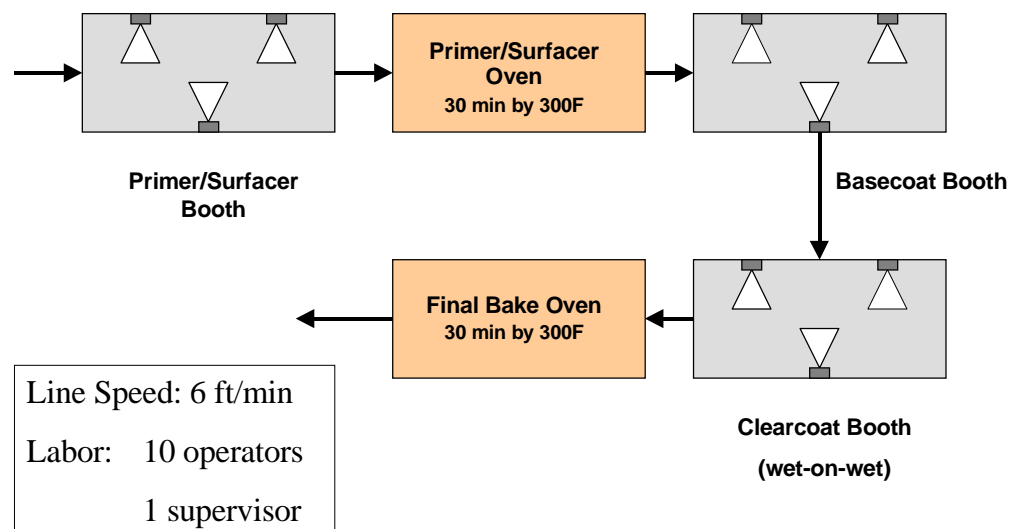 Primer/Surfacer
Oven
30 min by 300F
Primer/Surfacer
Booth
Basecoat Booth
Final Bake Oven
30 min by 300F
Clearcoat Booth
(wet-on-wet)
Line Speed: 6 ft/min
Labor: 10 operators
1 supervisor